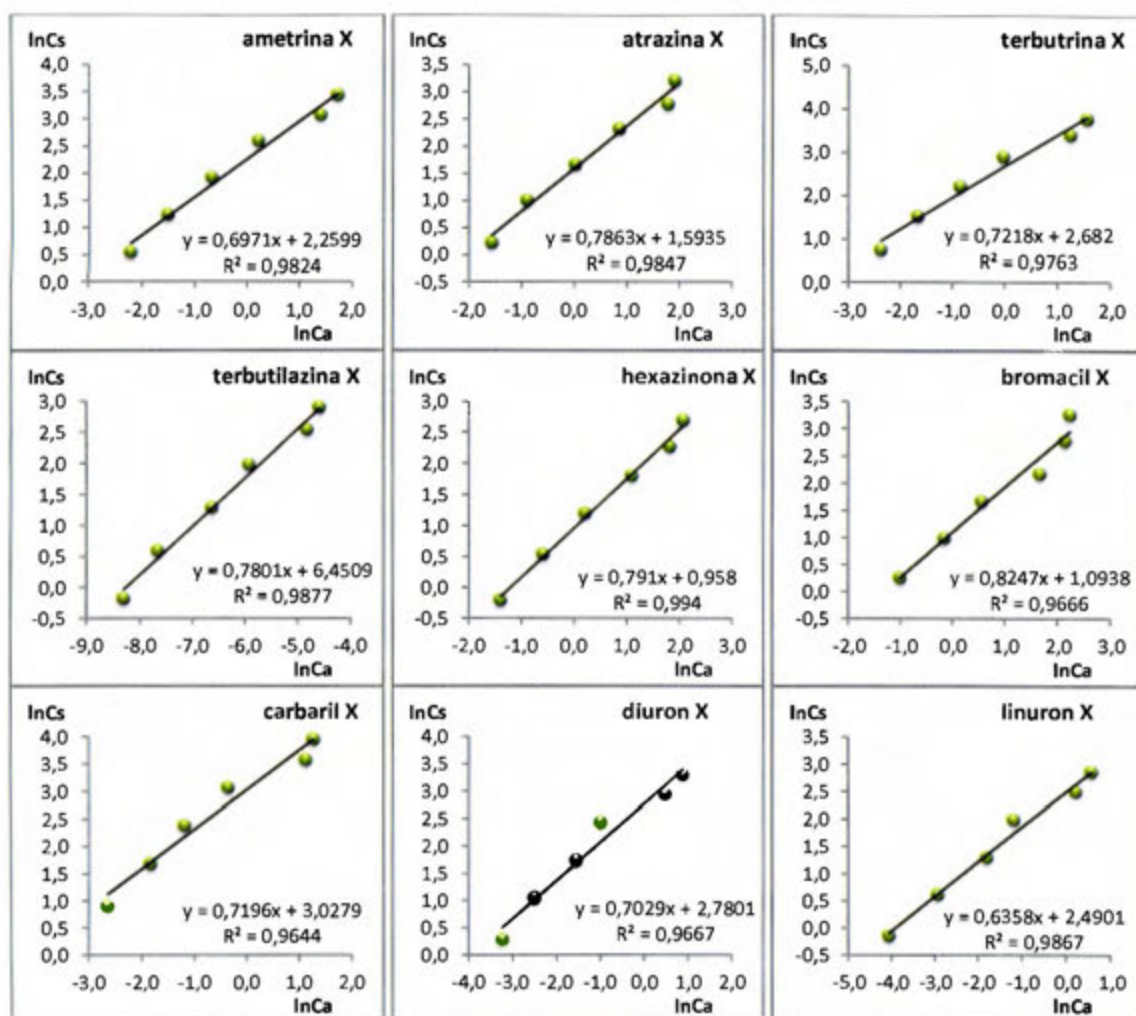 lnCs ametrina X
4,0
3,5
3,0
2,5
2,0
1,5
1,0
0,5
0,0
y = 0,6971x + 2,2599
R² = 0,9824
-3,0 -2,0 -1,0 0,0 1,0 2,0
lnCa
lnCs atrazina X
3,5
3,0
2,5
2,0
1,5
1,0
0,5
0,0
-0,5
y = 0,7863x + 1,5935
R² = 0,9847
-2,0 -1,0 0,0 1,0 2,0 3,0
lnCa
lnCs terbutrina X
5,0
4,0
3,0
2,0
1,0
0,0
y = 0,7218x + 2,682
R² = 0,9763
-3,0 -2,0 -1,0 0,0 1,0 2,0
lnCa
lnCs terbutilazina X
3,0
2,5
2,0
1,5
1,0
0,5
0,0
-0,5
y = 0,7801x + 6,4509
R² = 0,9877
-9,0 -8,0 -7,0 -6,0 -5,0 -4,0
lnCa
lnCs hexazinona X
3,0
2,5
2,0
1,5
1,0
0,5
0,0
-0,5
y = 0,791x + 0,958
R² = 0,994
-2,0 -1,0 0,0 1,0 2,0 3,0
lnCa
lnCs bromacil X
3,5
3,0
2,5
2,0
1,5
1,0
0,5
0,0
-0,5
y = 0,8247x + 1,0938
R² = 0,9666
-2,0 -1,0 0,0 1,0 2,0 3,0
lnCa
lnCs carbaril X
4,0
3,5
3,0
2,5
2,0
1,5
1,0
0,5
0,0
y = 0,7196x + 3,0279
R² = 0,9644
-3,0 -2,0 -1,0 0,0 1,0 2,0
lnCa
lnCs diuron X
4,0
3,5
3,0
2,5
2,0
1,5
1,0
0,5
0,0
y = 0,7029x + 2,7801
R² = 0,9667
-4,0 -3,0 -2,0 -1,0 0,0 1,0 2,0
lnCa
lnCs linuron X
3,5
3,0
2,5
2,0
1,5
1,0
0,5
0,0
-0,5
y = 0,6358x + 2,4901
R² = 0,9867
-5,0 -4,0 -3,0 -2,0 -1,0 0,0 1,0
lnCa